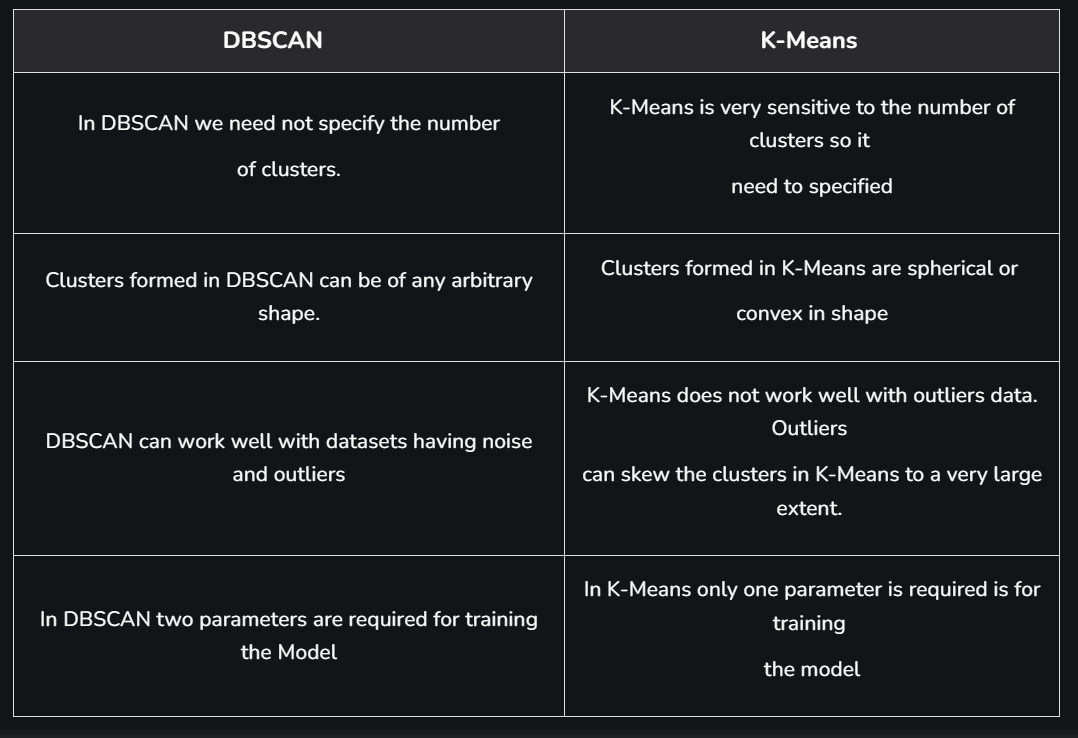 DBSCAN
K-Means
In DBSCAN we need not specify the number
of clusters.
K-Means is very sensitive to the number of
clusters so it
need to specified
Clusters formed in DBSCAN can be of any arbitrary
shape.
Clusters formed in K-Means are spherical or
convex in shape
DBSCAN can work well with datasets having noise
and outliers
K-Means does not work well with outliers data.
Outliers
can skew the clusters in K-Means to a very large
extent.
In DBSCAN two parameters are required for training
the Model
In K-Means only one parameter is required is for
training
the model